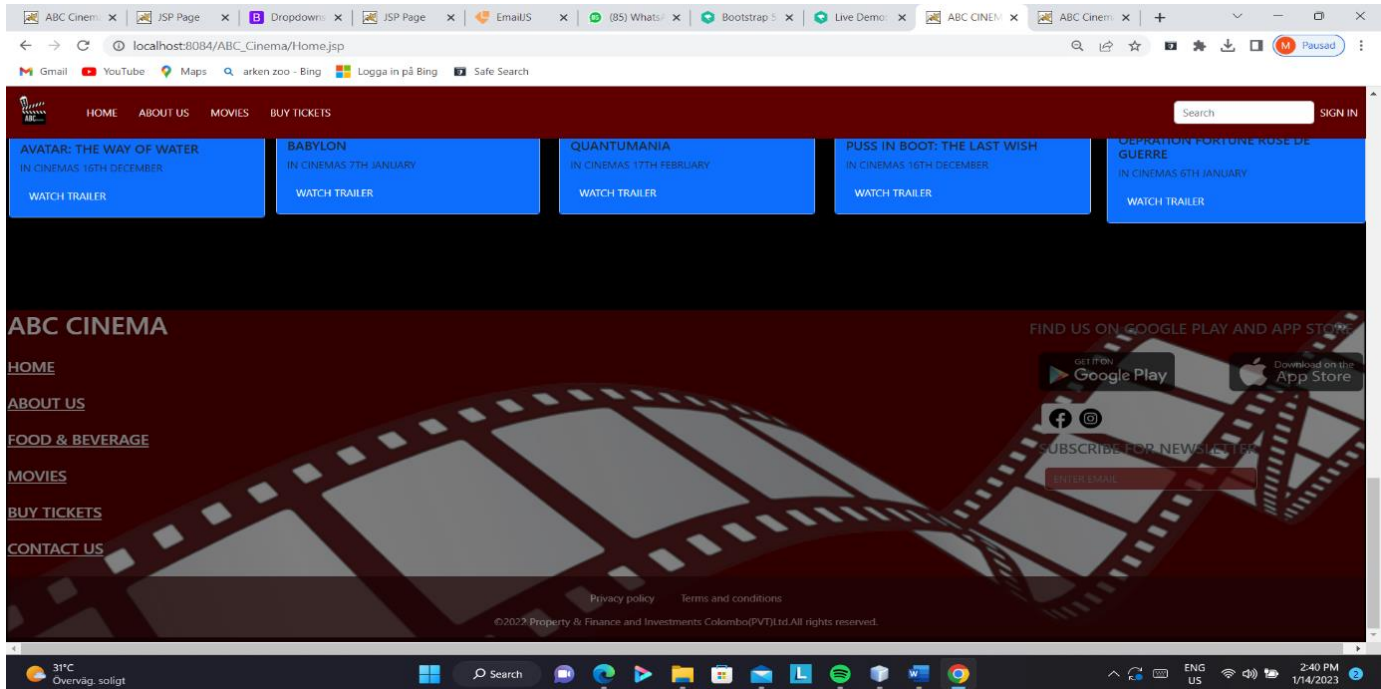 ABC Cinem
JSP Page
Dropdowns
JSP Page
EmailJS
(85) WhatsA
Bootstrap 5
Live Demo:
ABC CINEM
ABC Cinem
localhost:8084/ABC_Cinema/Home.jsp
M Pausad
Gmail YouTube Maps arken zoo - Bing Logga in på Bing Safe Search
ABC HOME ABOUT US MOVIES BUY TICKETS Search SIGN IN
AVATAR: THE WAY OF WATER
IN CINEMAS 16TH DECEMBER
WATCH TRAILER
BABYLON
IN CINEMAS 7TH JANUARY
WATCH TRAILER
QUANTUMANIA
IN CINEMAS 17TH FEBRUARY
WATCH TRAILER
PUSS IN BOOT: THE LAST WISH
IN CINEMAS 16TH DECEMBER
WATCH TRAILER
OEPRATION FORTUNE RUSE DE
GUERRE
IN CINEMAS 6TH JANUARY
WATCH TRAILER
ABC CINEMA
HOME
ABOUT US
FOOD & BEVERAGE
MOVIES
BUY TICKETS
CONTACT US
FIND US ON GOOGLE PLAY AND APP STORE
GET IT ON
Google Play
Download on the
App Store
SUBSCRIBE FOR NEWSLETTER
ENTER EMAIL
Privacy policy Terms and conditions
©2022 Property & Finance and Investments Colombo(PVT)Ltd.All rights reserved.
31°C
Överväg. soligt
Search
ENG
US
2:40 PM
1/14/2023
2